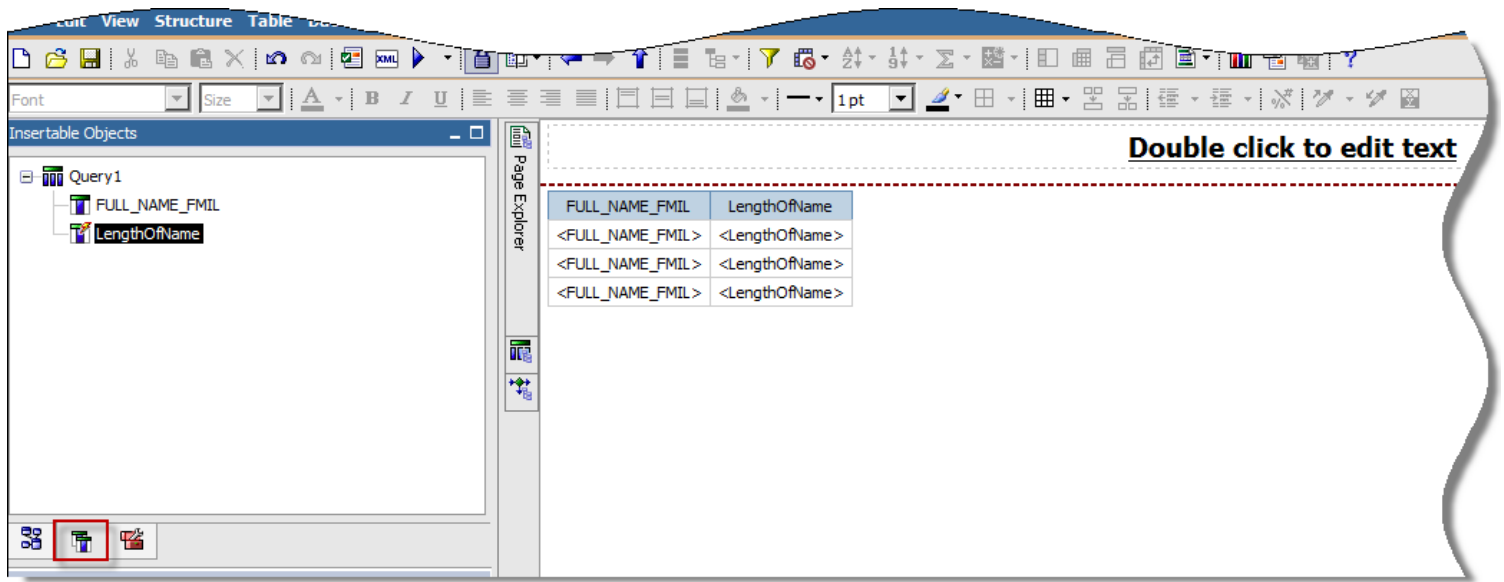 View Structure Table
XML
Font Size A B I U 1 pt
Insertable Objects
Query1
FULL_NAME_FMIL
LengthOfName
Page Explorer
Double click to edit text
FULL_NAME_FMIL LengthOfName
<FULL_NAME_FMIL> <LengthOfName>
<FULL_NAME_FMIL> <LengthOfName>
<FULL_NAME_FMIL> <LengthOfName>